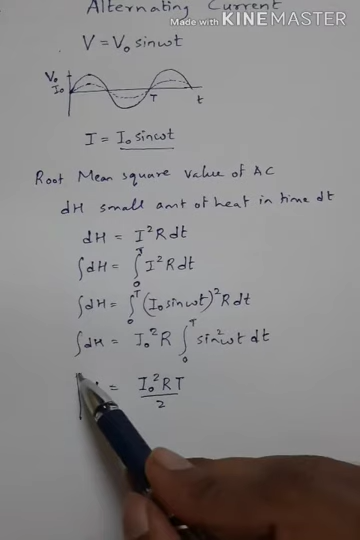 Alternating Current
Made with KINEMASTER
V = V₀ sinωt
V₀
I₀
T
t
I = I₀ sinωt
Root Mean square value of AC
dH small amt of heat in time dt
dH = I²R dt
∫dH = ∫₀ᵀ I²R dt
∫dH = ∫₀ᵀ (I₀ sinωt)² R dt
∫dH = I₀² R ∫₀ᵀ sin²ωt dt
= I₀² R T / 2